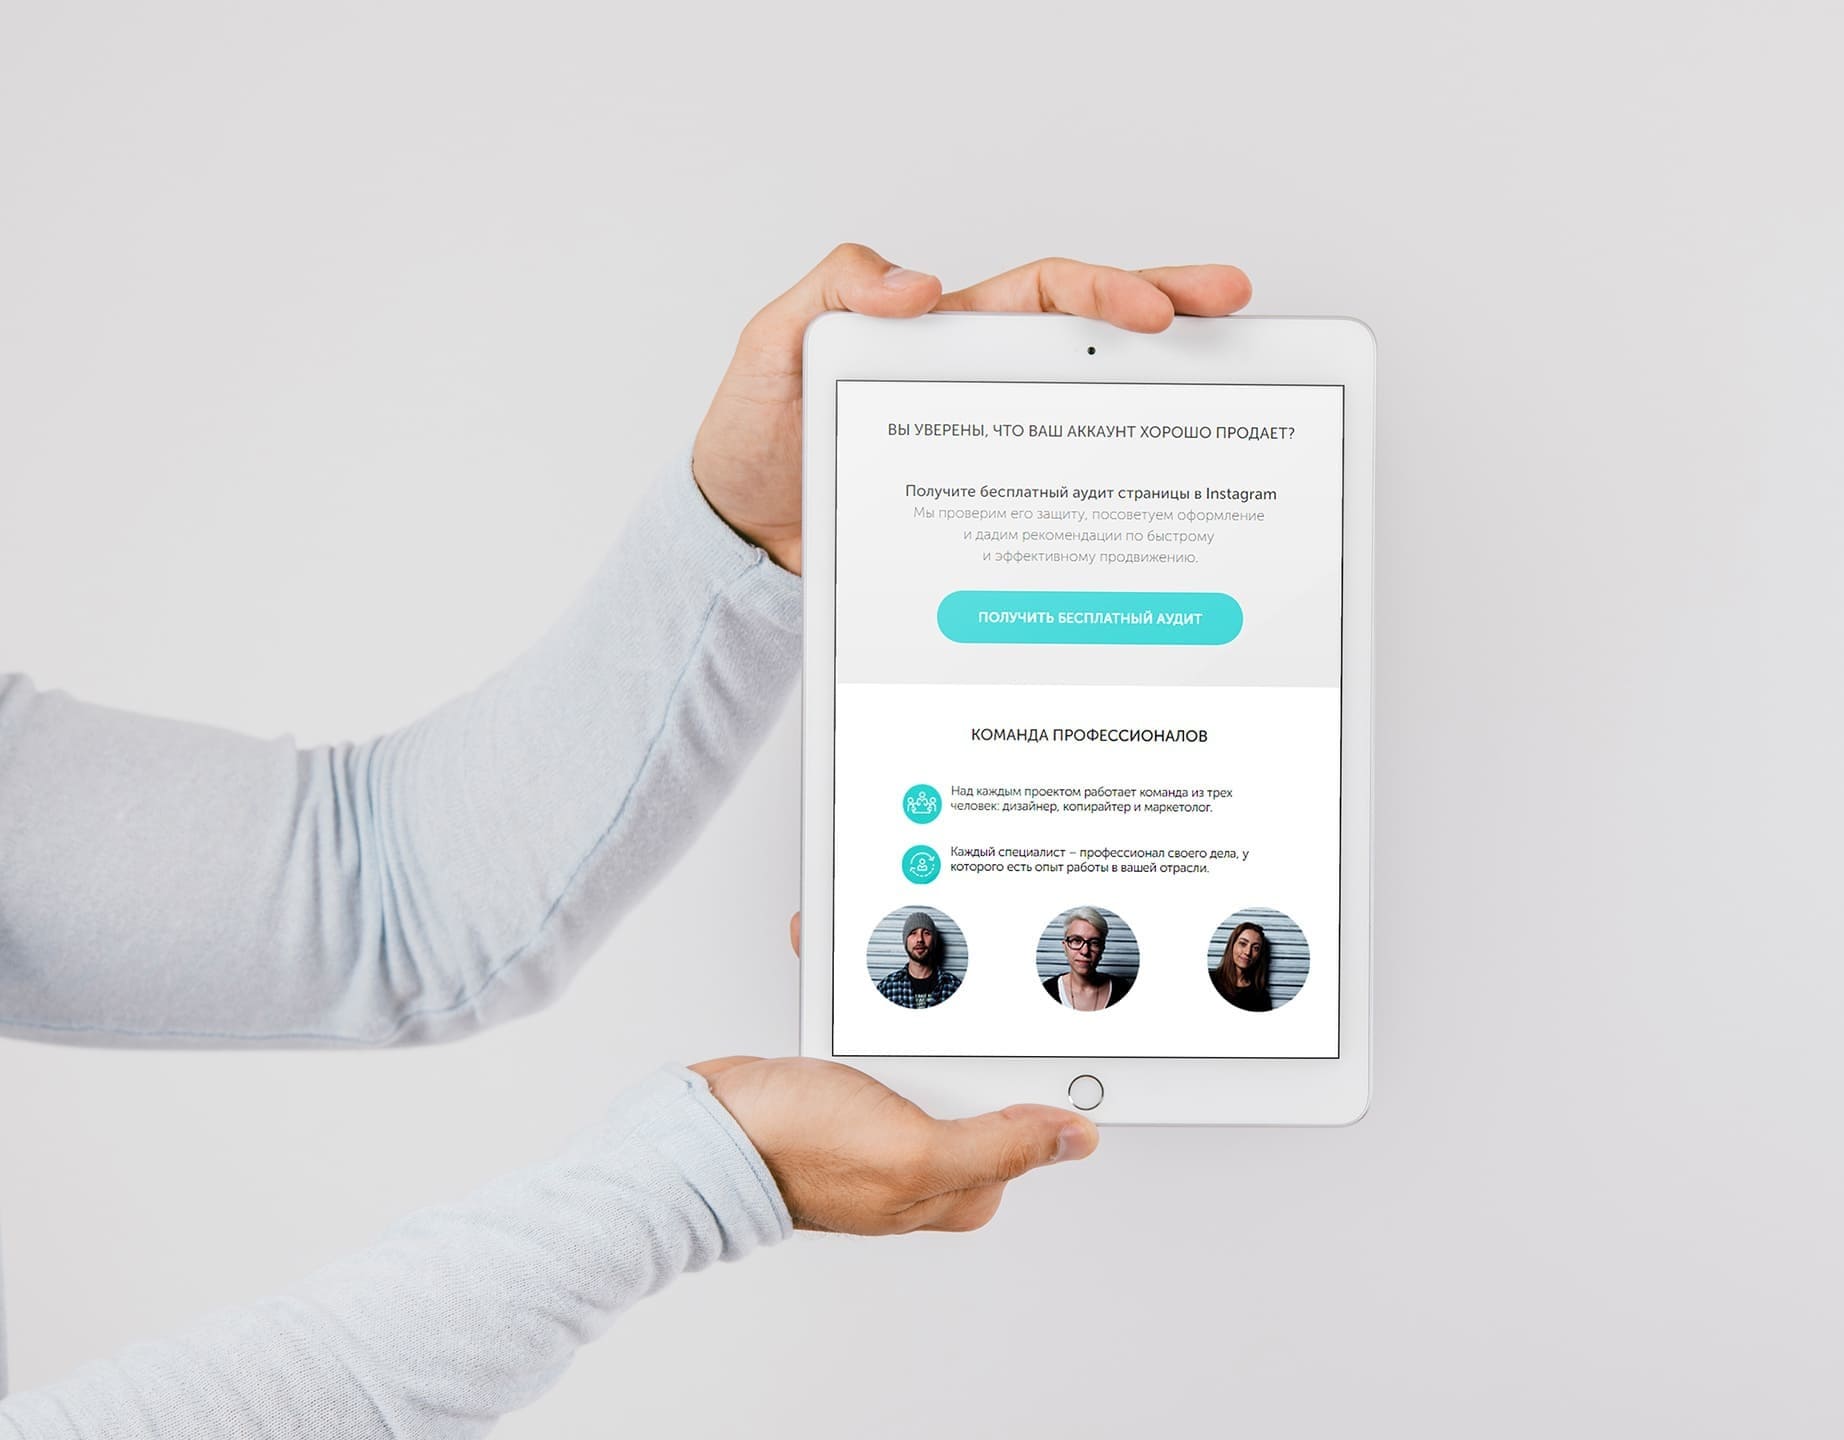 ВЫ УВЕРЕНЫ, ЧТО ВАШ АККАУНТ ХОРОШО ПРОДАЕТ?
Получите бесплатный аудит страницы в Instagram
Мы проверим его защиту, посоветуем оформление
и дадим рекомендации по быстрому
и эффективному продвижению.
ПОЛУЧИТЬ БЕСПЛАТНЫЙ АУДИТ
КОМАНДА ПРОФЕССИОНАЛОВ
Над каждым проектом работает команда из трех
человек: дизайнер, копирайтер и маркетолог.
Каждый специалист – профессионал своего дела, у
которого есть опыт работы в вашей отрасли.